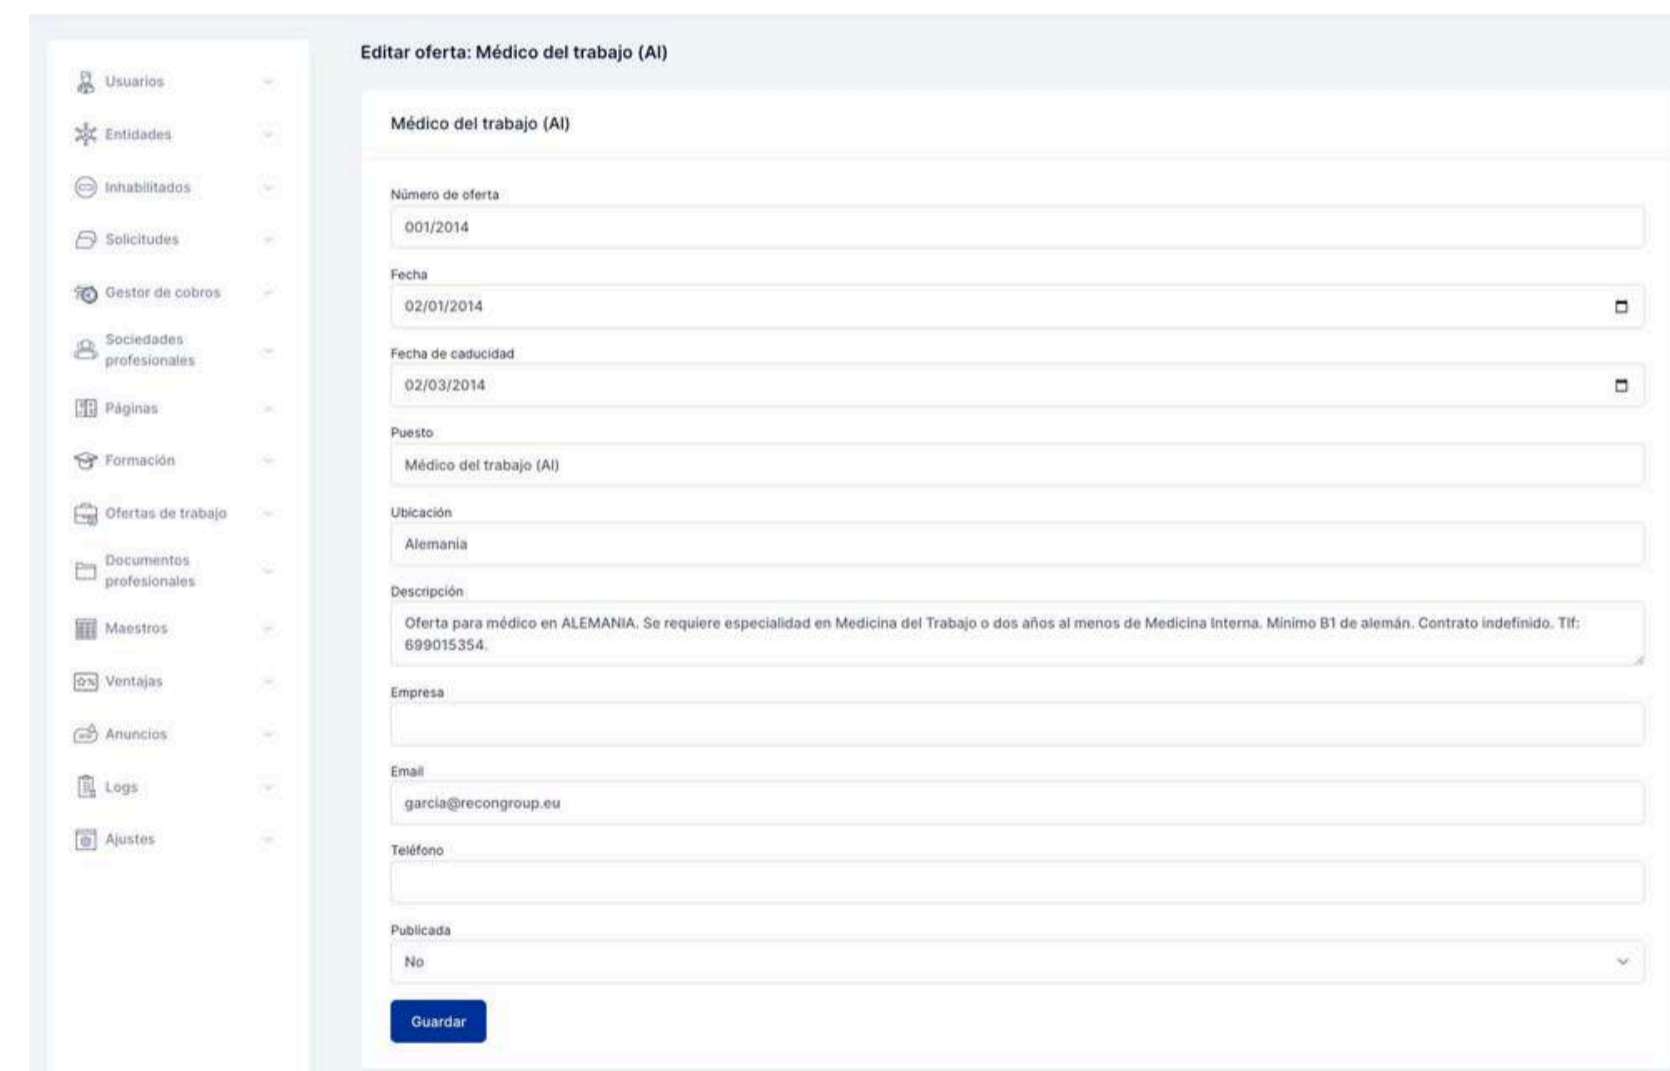 Usuarios
Entidades
Inhabilitados
Solicitudes
Gestor de cobros
Sociedades
profesionales
Páginas
Formación
Ofertas de trabajo
Documentos
profesionales
Maestros
Ventajas
Anuncios
Logs
Ajustes
Editar oferta: Médico del trabajo (Al)
Médico del trabajo (Al)
Número de oferta
001/2014
Fecha
02/01/2014
Fecha de caducidad
02/03/2014
Puesto
Médico del trabajo (Al)
Ubicación
Alemania
Descripción
Oferta para médico en ALEMANIA. Se requiere especialidad en Medicina del Trabajo o dos años al menos de Medicina Interna. Mínimo B1 de alemán. Contrato indefinido. Tlf:
699015354.
Empresa
Email
garcia@recongroup.eu
Teléfono
Publicada
No
Guardar